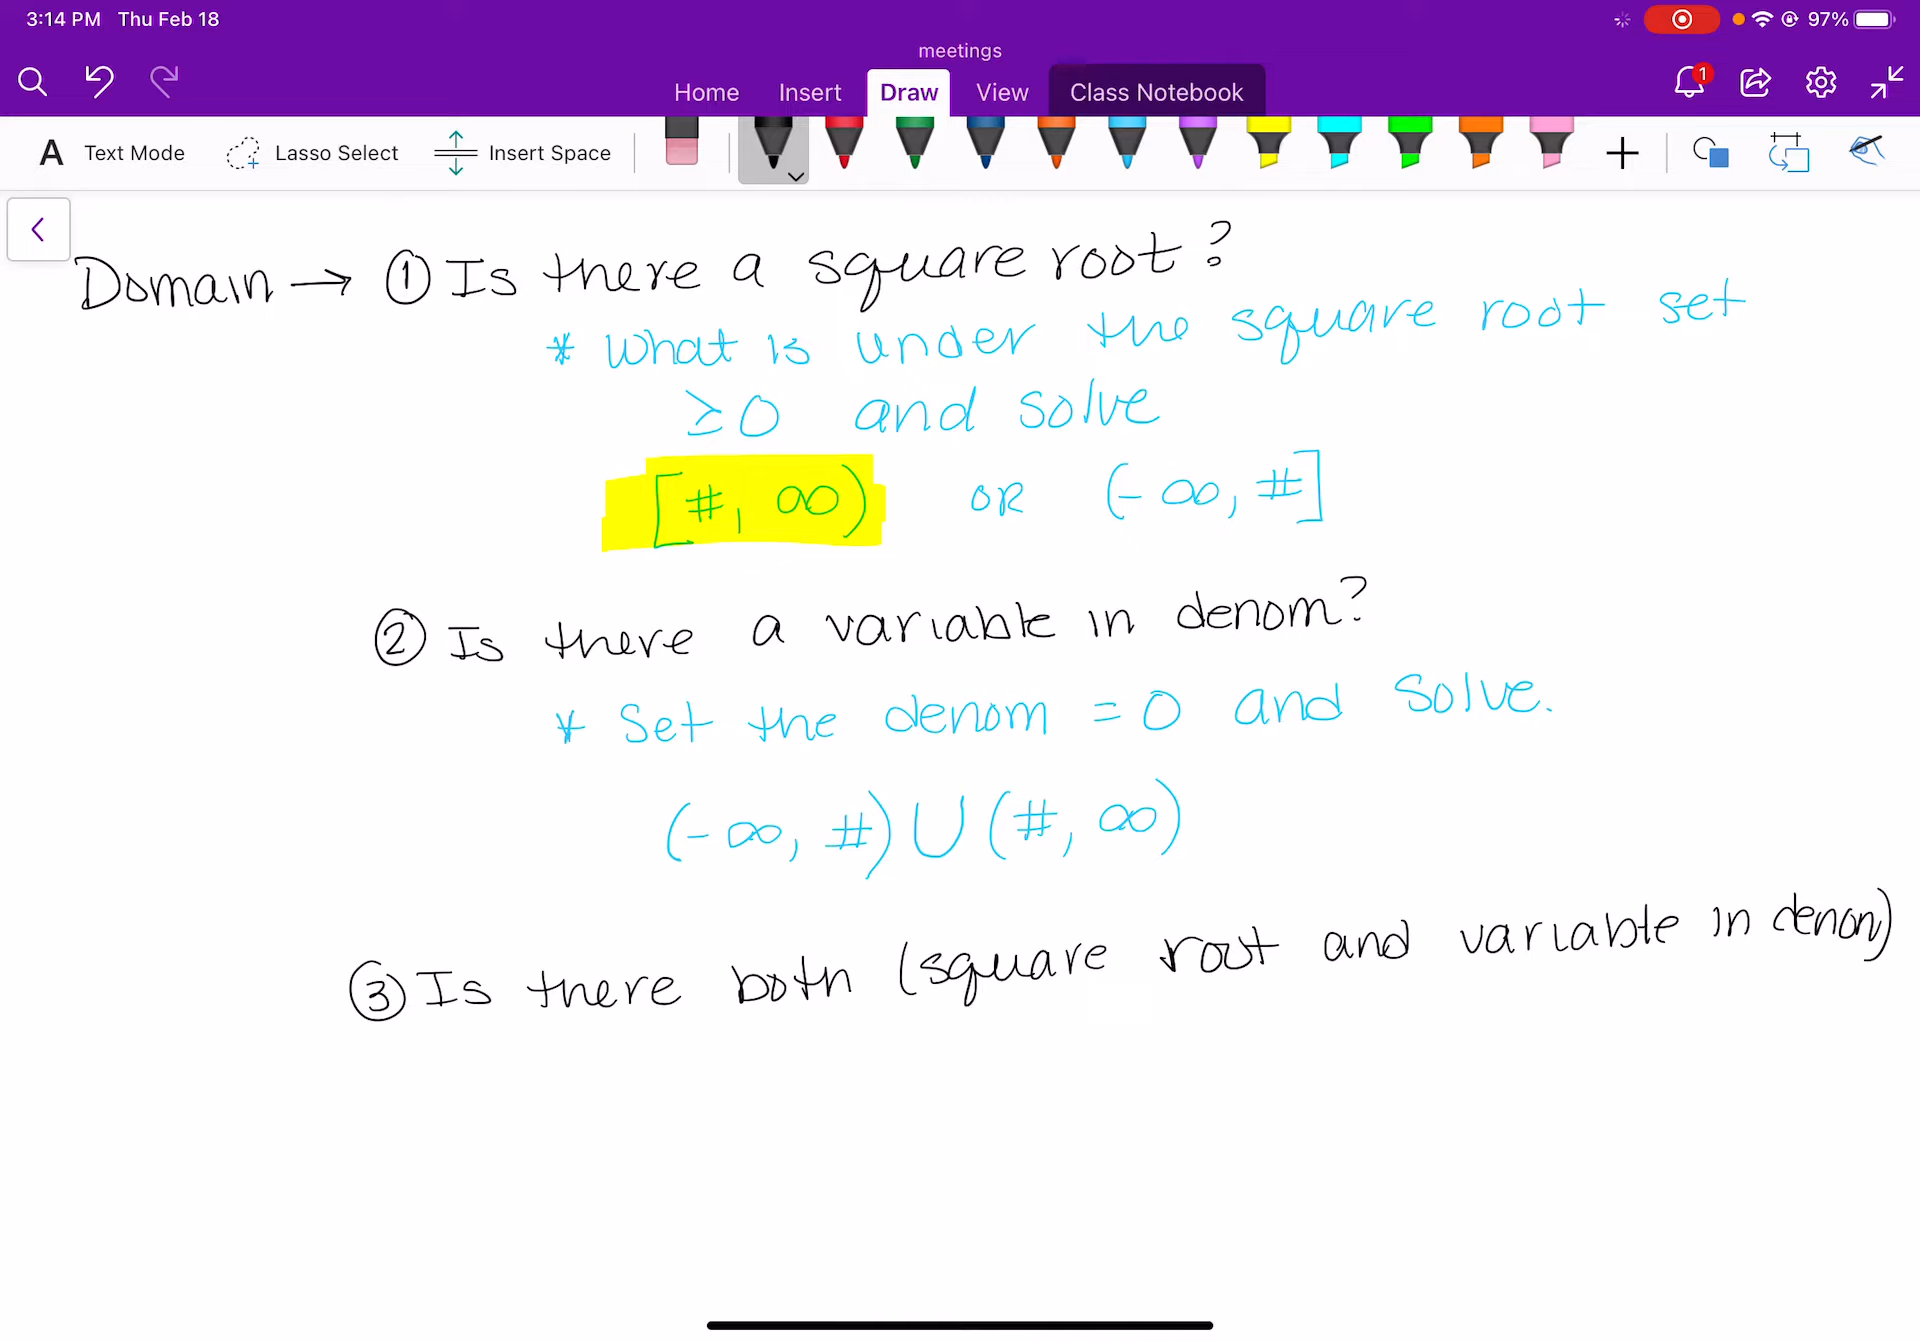 3:14 PM Thu Feb 18
97%
meetings
Home Insert Draw View Class Notebook
1
A Text Mode Lasso Select Insert Space
Domain → ① Is there a square root?
* What is under the square root set
≥0 and solve
[#, ∞) OR (-∞, #]
② Is there a variable in denom?
* Set the denom = 0 and solve.
(-∞, #) ∪ (#, ∞)
③ Is there both (square root and variable in denom)